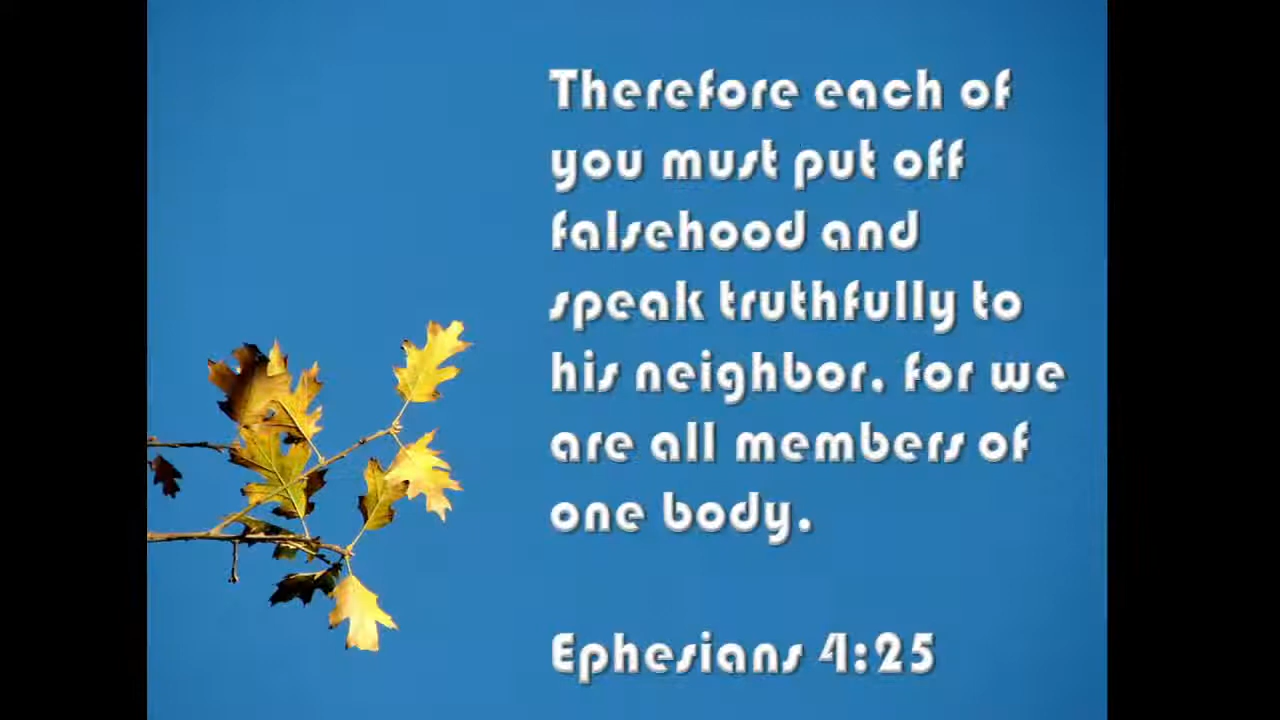 Therefore each of
you must put off
falsehood and
speak truthfully to
his neighbor, for we
are all members of
one body.
Ephesians 4:25